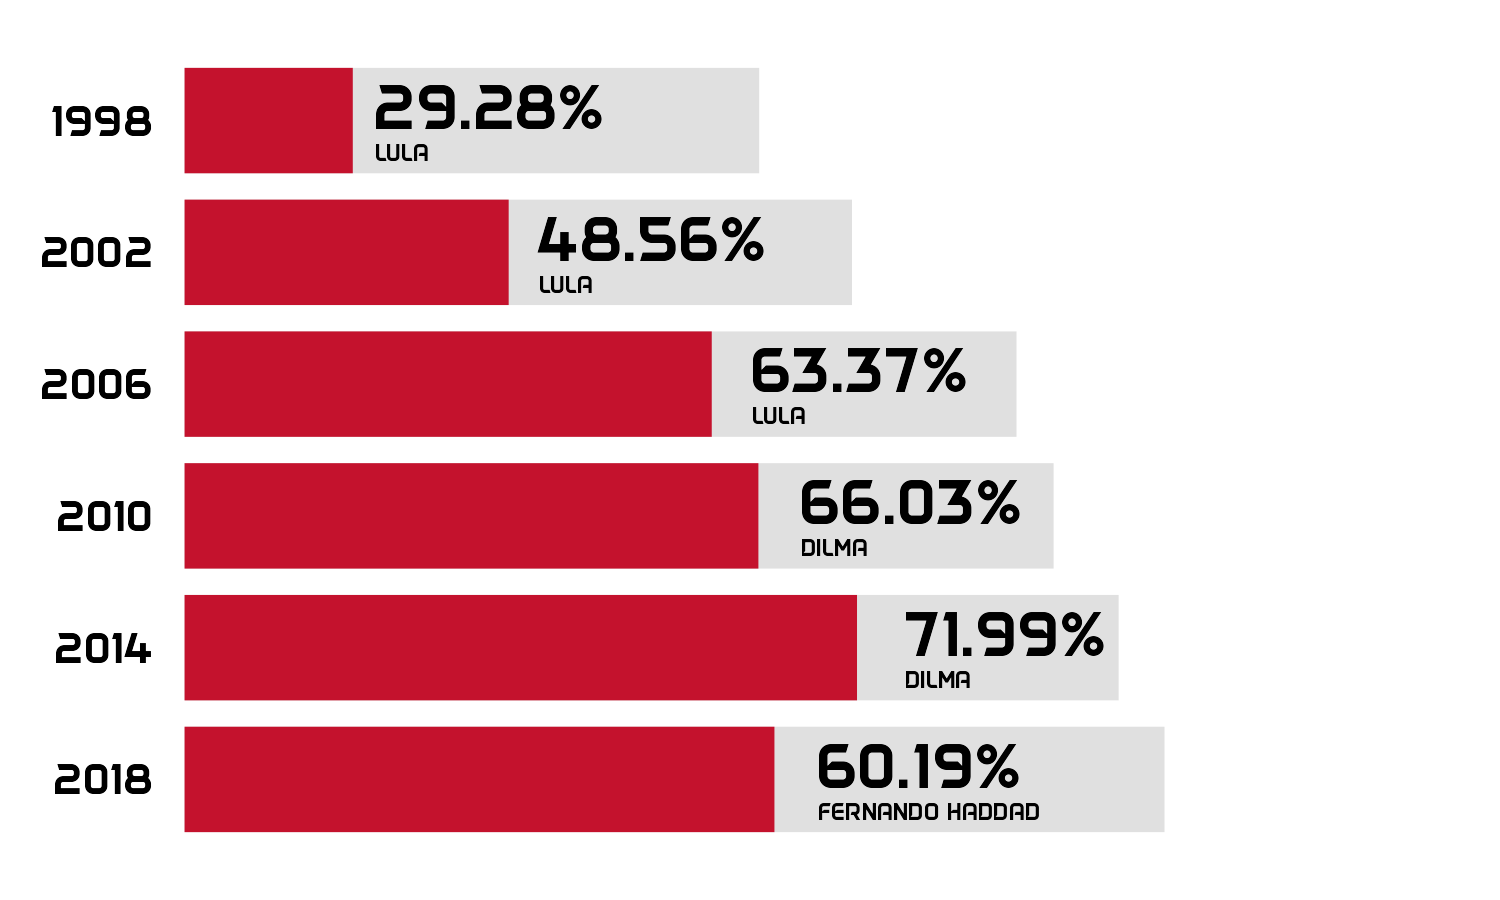 1998
29.28%
LULA
2002
48.56%
LULA
2006
63.37%
LULA
2010
66.03%
DILMA
2014
71.99%
DILMA
2018
60.19%
FERNANDO HADDAD